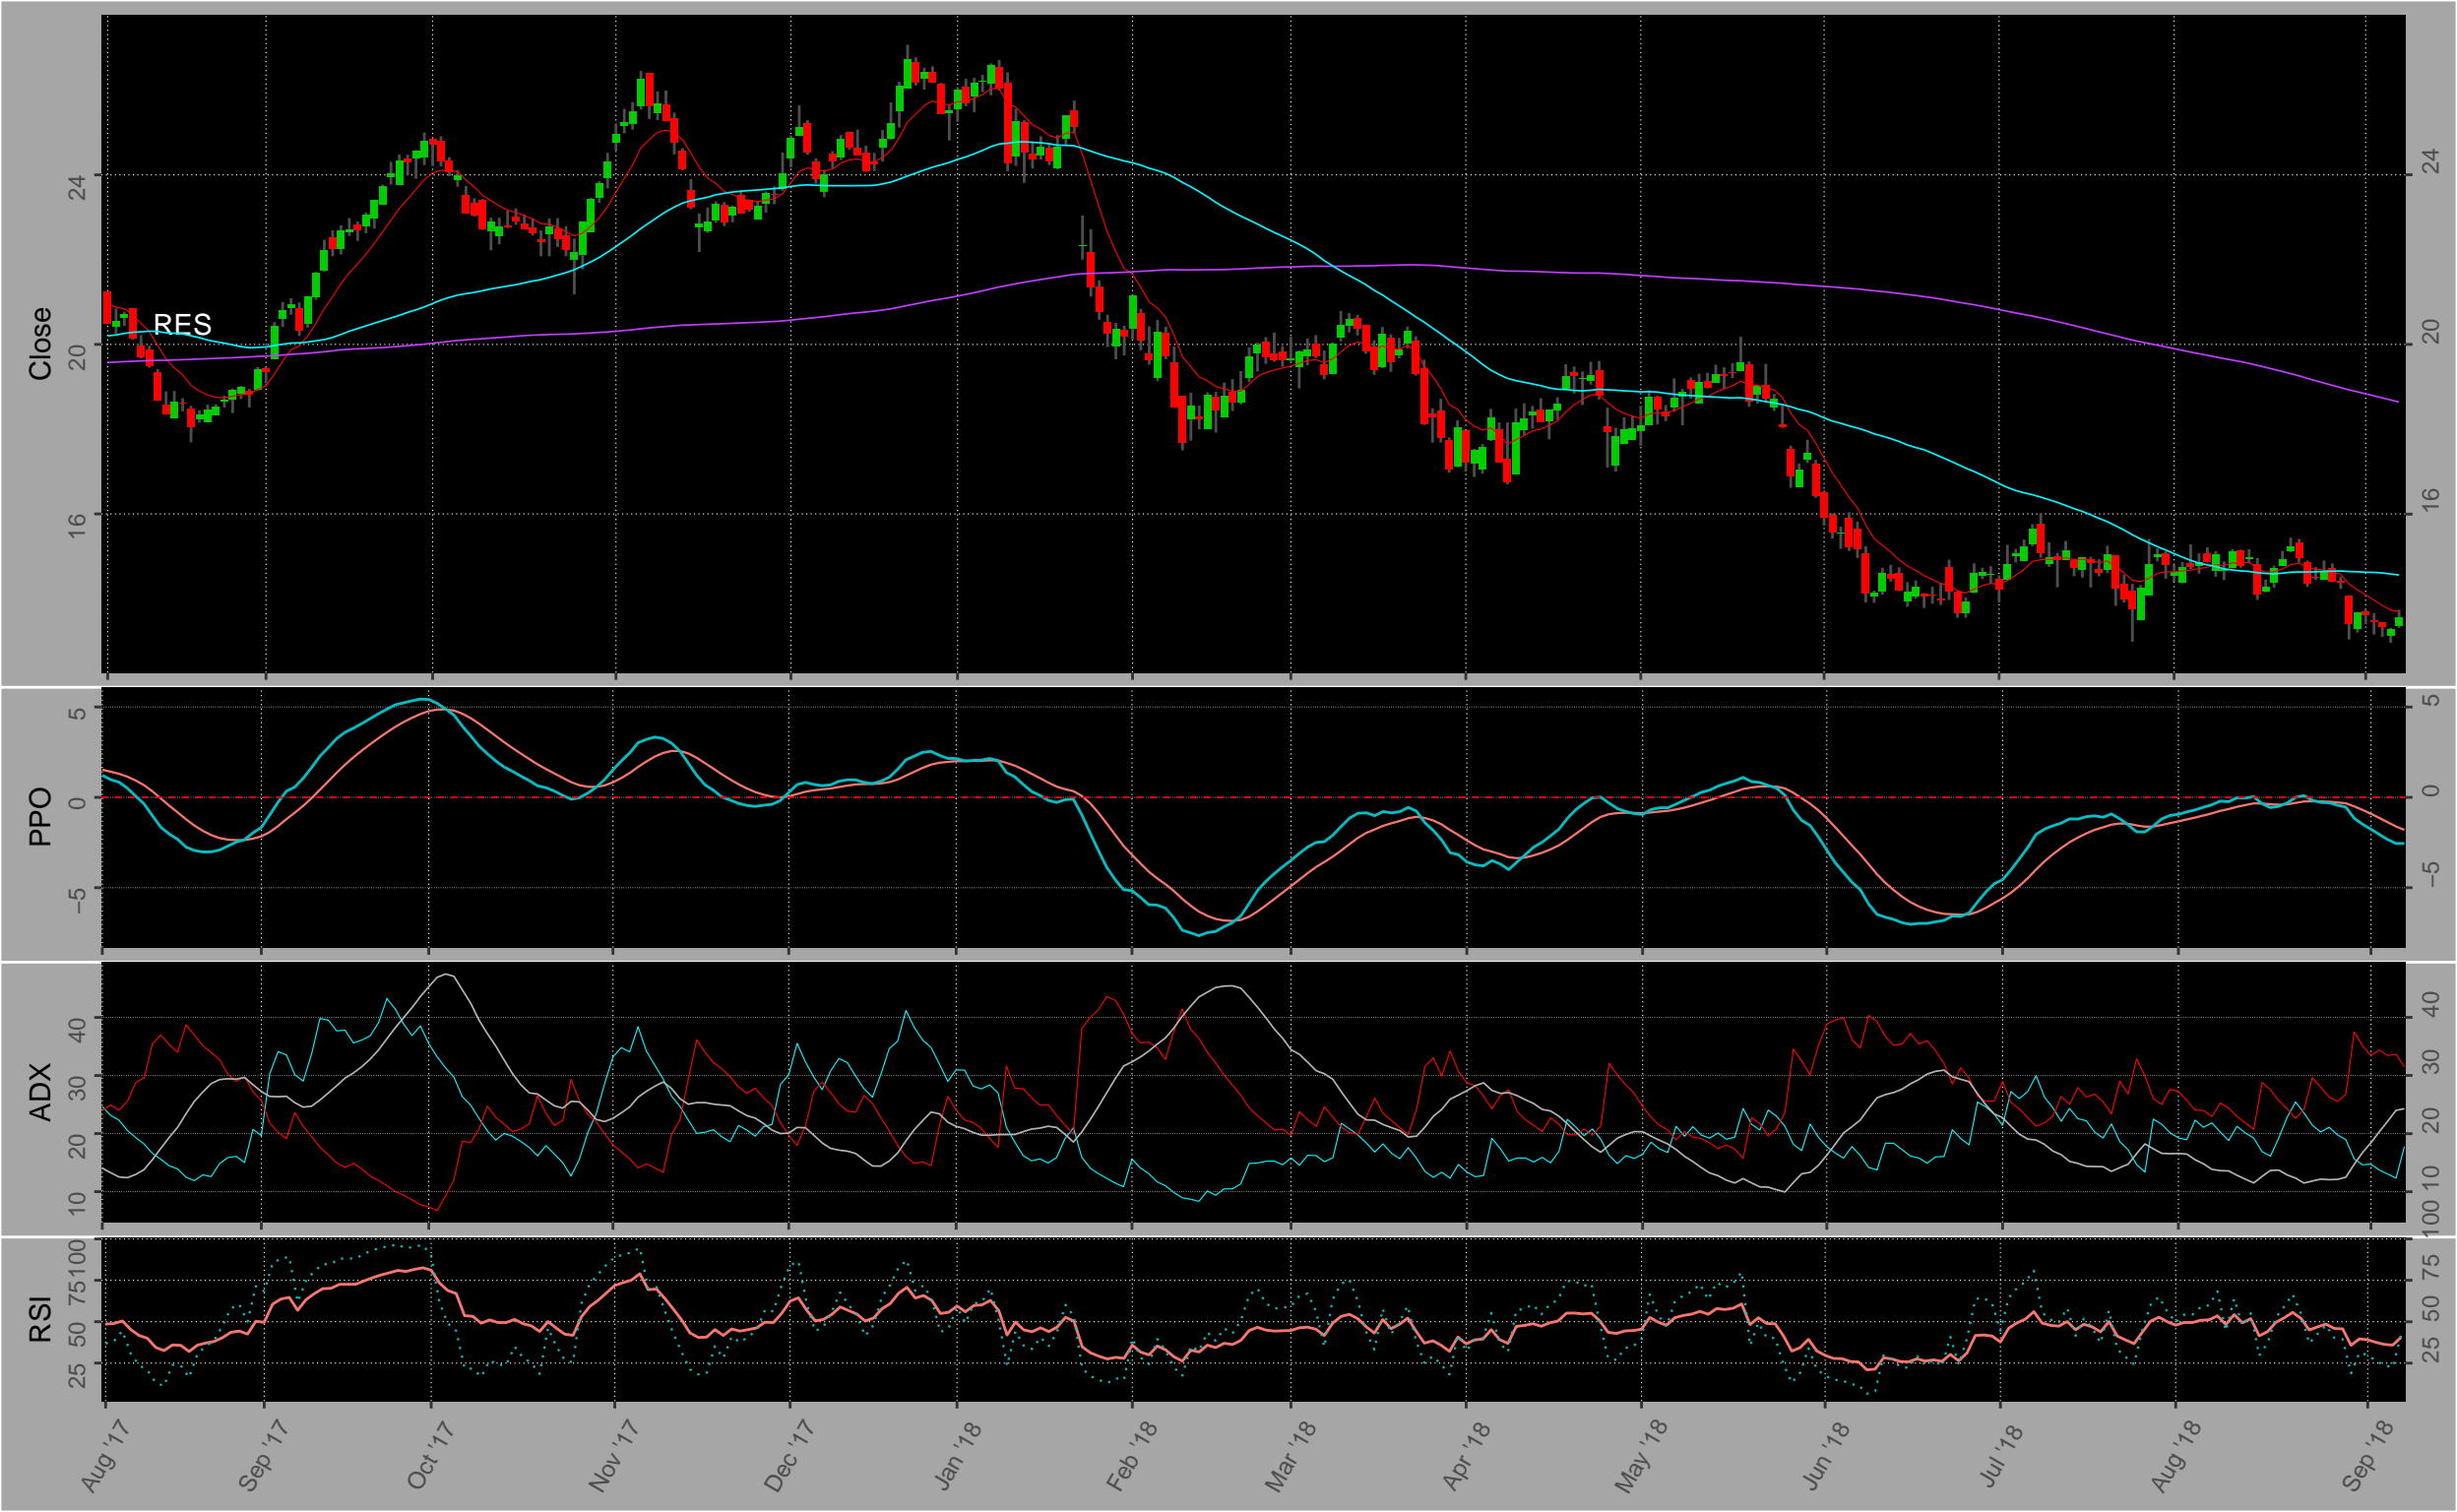 RES
Close
24
20
16
24
20
16
PPO
5
0
−5
5
0
−5
ADX
40
30
20
10
40
30
20
10
RSI
100
75
50
25
100
75
50
25
Aug '17
Sep '17
Oct '17
Nov '17
Dec '17
Jan '18
Feb '18
Mar '18
Apr '18
May '18
Jun '18
Jul '18
Aug '18
Sep '18